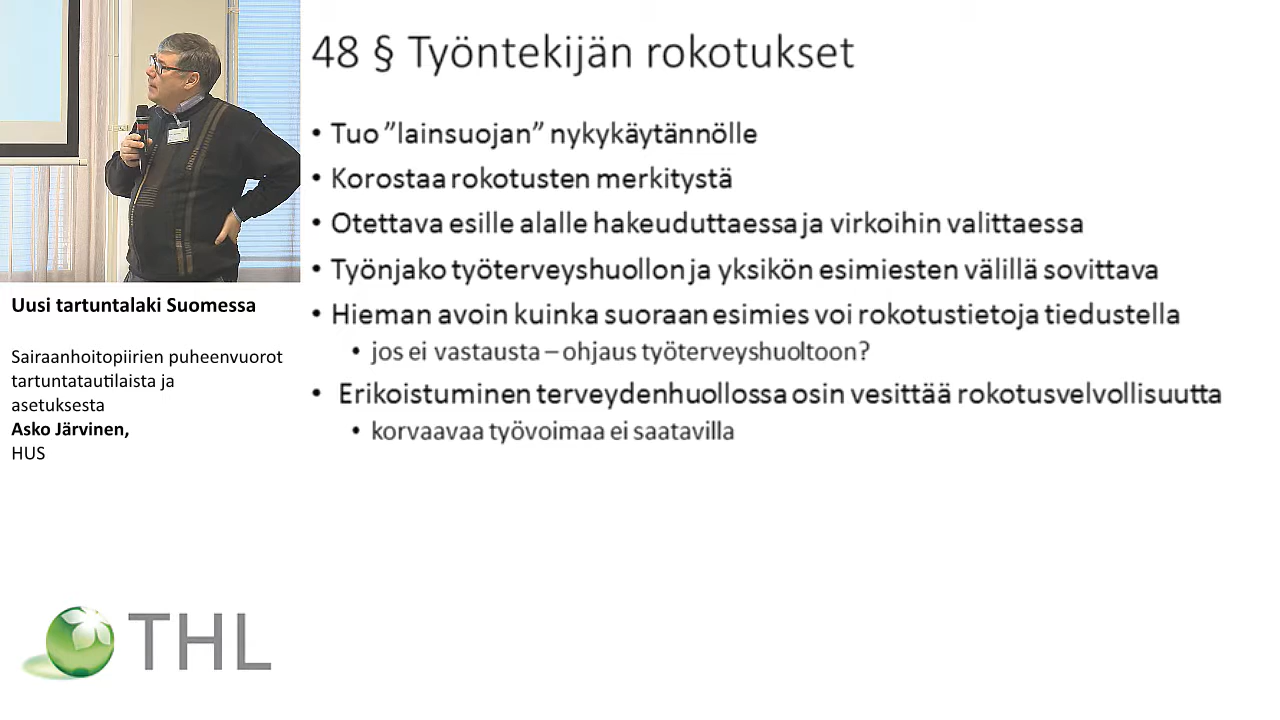 48 § Työntekijän rokotukset
• Tuo ”lainsuojan” nykykäytännölle
• Korostaa rokotusten merkitystä
• Otettava esille alalle hakeuduttaessa ja virkoihin valittaessa
• Työnjako työterveyshuollon ja yksikön esimiesten välillä sovittava
• Hieman avoin kuinka suoraan esimies voi rokotustietoja tiedustella
• jos ei vastausta – ohjaus työterveyshuoltoon?
• Erikoistuminen terveydenhuollossa osin vesittää rokotusvelvollisuutta
• korvaavaa työvoimaa ei saatavilla
Uusi tartuntalaki Suomessa
Sairaanhoitopiirien puheenvuorot
tartuntatautilaista ja
asetuksesta
Asko Järvinen,
HUS
THL